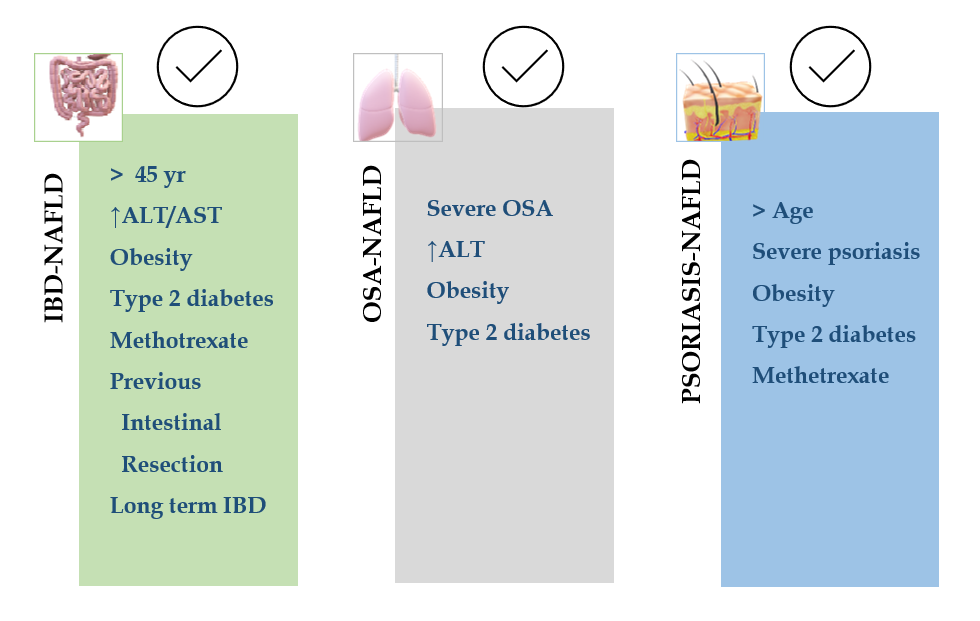 IBD-NAFLD
> 45 yr
↑ALT/AST
Obesity
Type 2 diabetes
Methotrexate
Previous
Intestinal
Resection
Long term IBD
OSA-NAFLD
Severe OSA
↑ALT
Obesity
Type 2 diabetes
PSORIASIS-NAFLD
> Age
Severe psoriasis
Obesity
Type 2 diabetes
Methetrexate